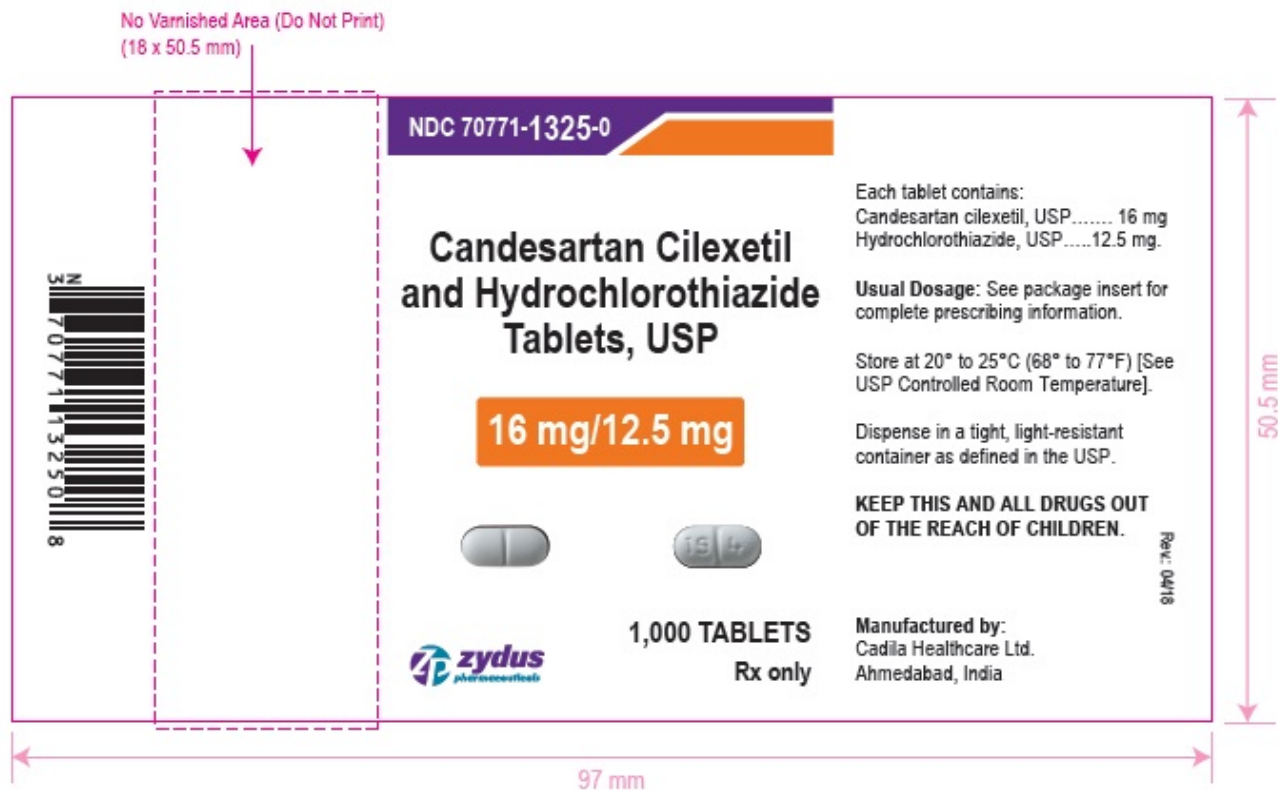 No Varnished Area (Do Not Print)
(18 x 50.5 mm)
N
3
70771 13250
8
NDC 70771-1325-0
Candesartan Cilexetil
and Hydrochlorothiazide
Tablets, USP
16 mg/12.5 mg
1,000 TABLETS
Rx only
zydus
pharmaceuticals
Each tablet contains:
Candesartan cilexetil, USP....... 16 mg
Hydrochlorothiazide, USP.....12.5 mg.
Usual Dosage: See package insert for
complete prescribing information.
Store at 20° to 25°C (68° to 77°F) [See
USP Controlled Room Temperature].
Dispense in a tight, light-resistant
container as defined in the USP.
KEEP THIS AND ALL DRUGS OUT
OF THE REACH OF CHILDREN.
Manufactured by:
Cadila Healthcare Ltd.
Ahmedabad, India
Rev.: 04/18
50.5 mm
97 mm